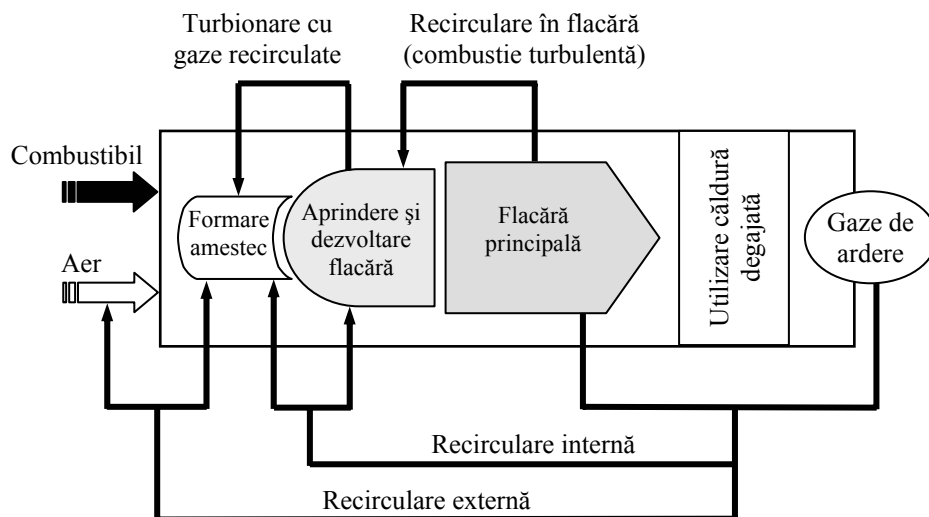 Turbionare cu
gaze recirculate
Recirculare în flacără
(combustie turbulentă)
Combustibil
Aer
Formare
amestec
Aprindere şi
dezvoltare
flacără
Flacără
principală
Utilizare căldură
degajată
Gaze de
ardere
Recirculare internă
Recirculare externă